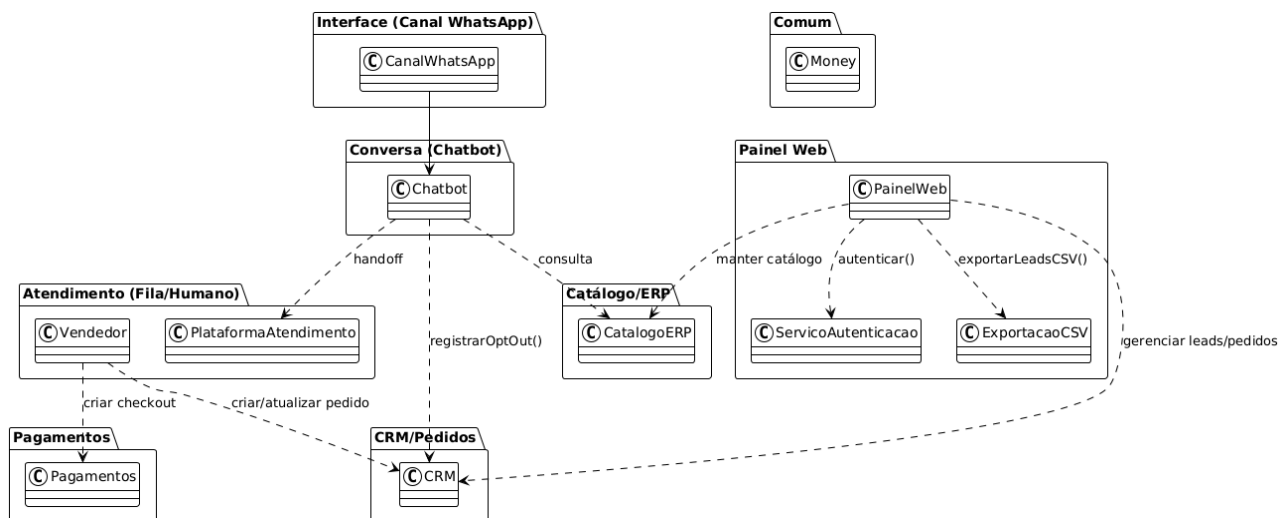 Interface (Canal WhatsApp)
Comum
C CanalWhatsApp
C Money
Conversa (Chatbot)
Painel Web
C Chatbot
C PainelWeb
handoff
consulta
manter catálogo
autenticar()
exportarLeadsCSV()
Atendimento (Fila/Humano)
Catálogo/ERP
C Vendedor
C PlataformaAtendimento
registrarOptOut()
C CatalogoERP
C ServicoAutenticacao
C ExportacaoCSV
gerenciar leads/pedidos
criar checkout
criar/atualizar pedido
Pagamentos
CRM/Pedidos
C Pagamentos
C CRM